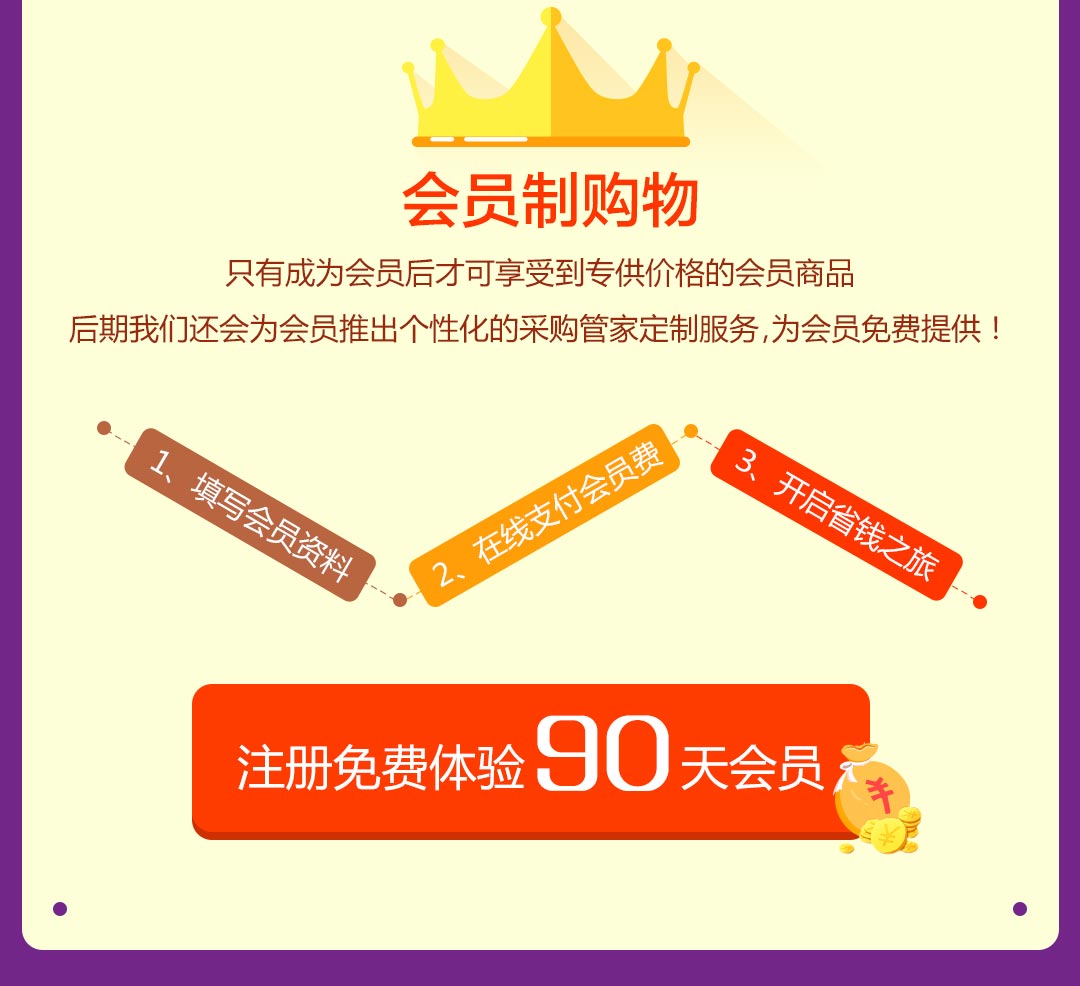 会员制购物
只有成为会员后才可享受到专供价格的会员商品
后期我们还会为会员推出个性化的采购管家定制服务,为会员免费提供！
1、填写会员资料
2、在线支付会员费
3、开启省钱之旅
注册免费体验90天会员
¥
¥